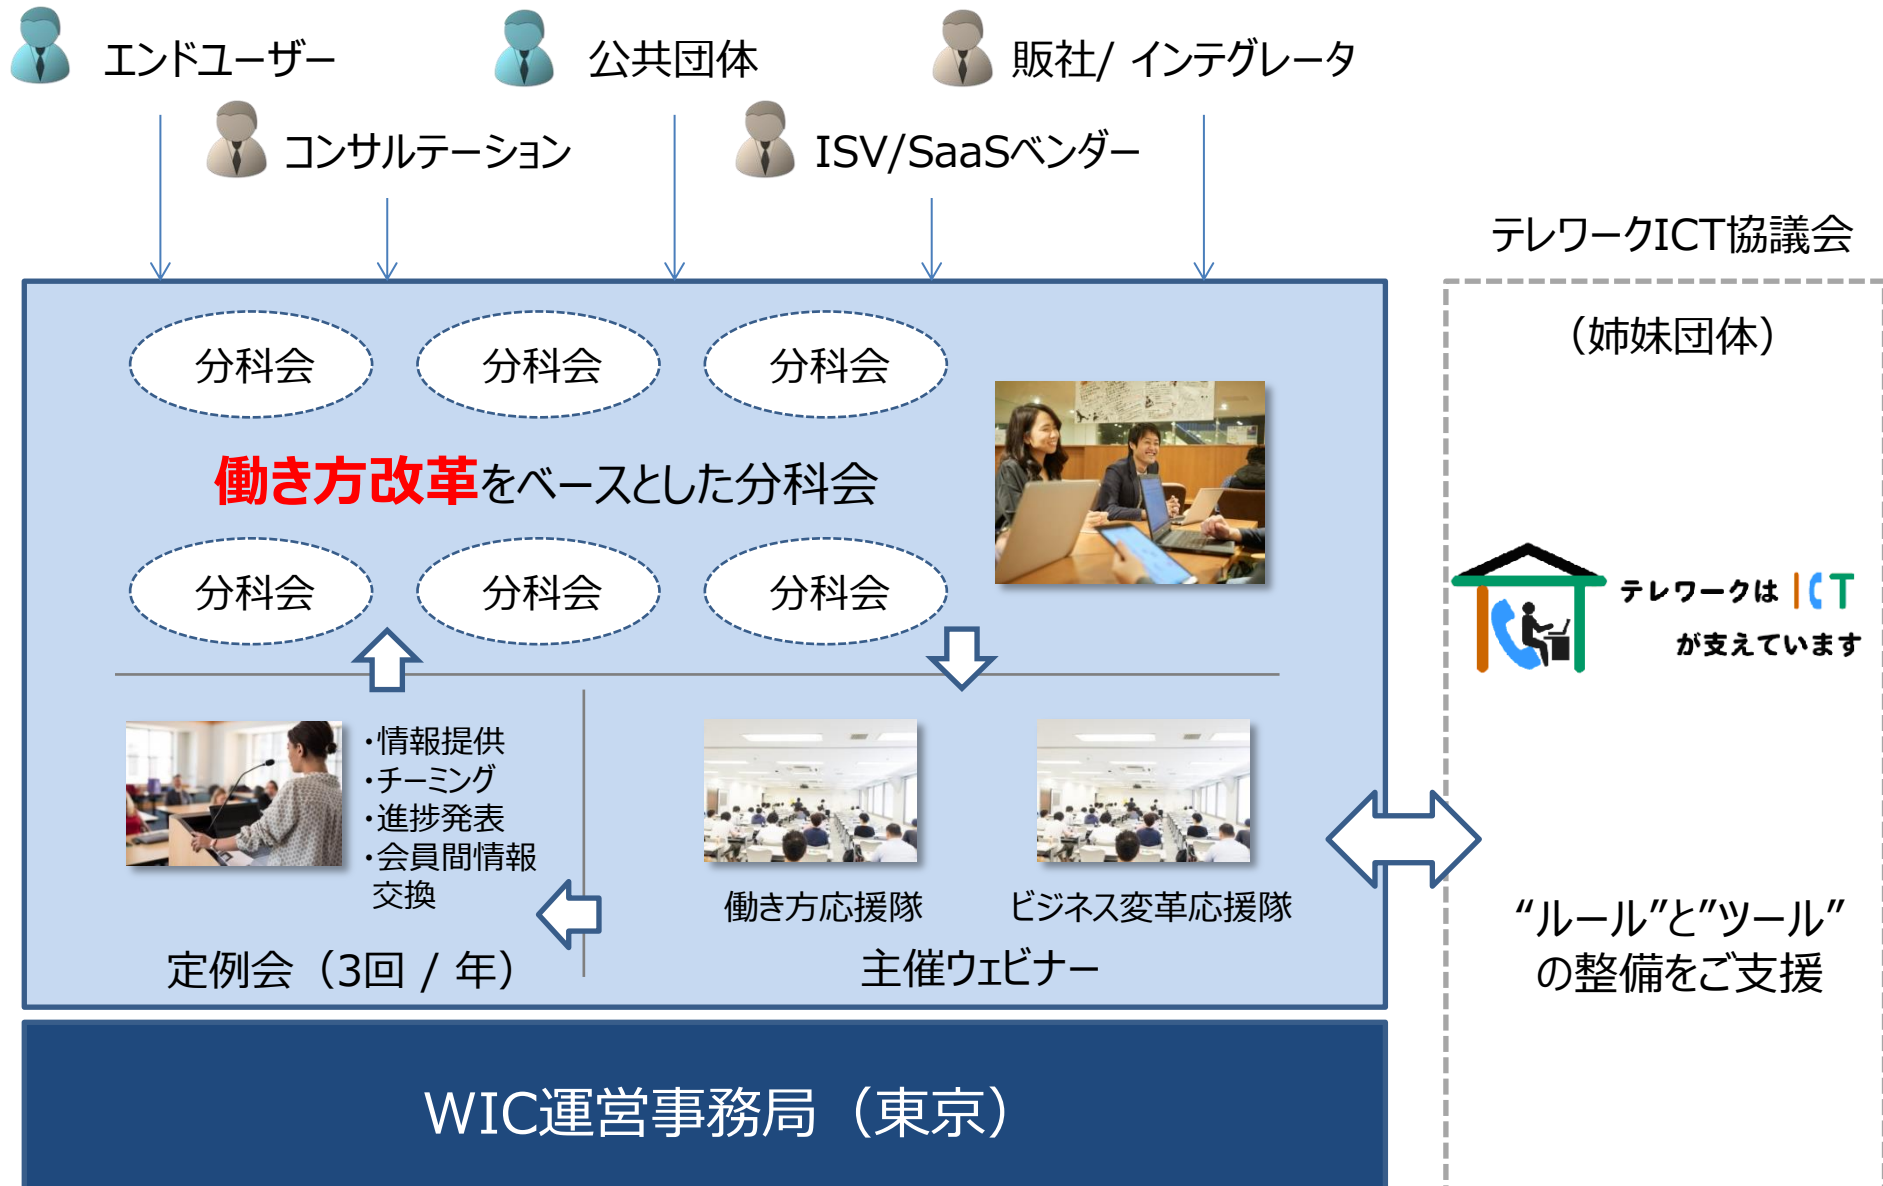 エンドユーザー
公共団体
販社/ インテグレータ
コンサルテーション
ISV/SaaSベンダー
テレワークICT協議会
（姉妹団体）
分科会
分科会
分科会
働き方改革をベースとした分科会
分科会
分科会
分科会
テレワークは ICT
が支えています
・情報提供
・チーミング
・進捗発表
・会員間情報
交換
定例会（3回 / 年）
働き方応援隊
ビジネス変革応援隊
主催ウェビナー
“ルール”と”ツール”
の整備をご支援
WIC運営事務局（東京）